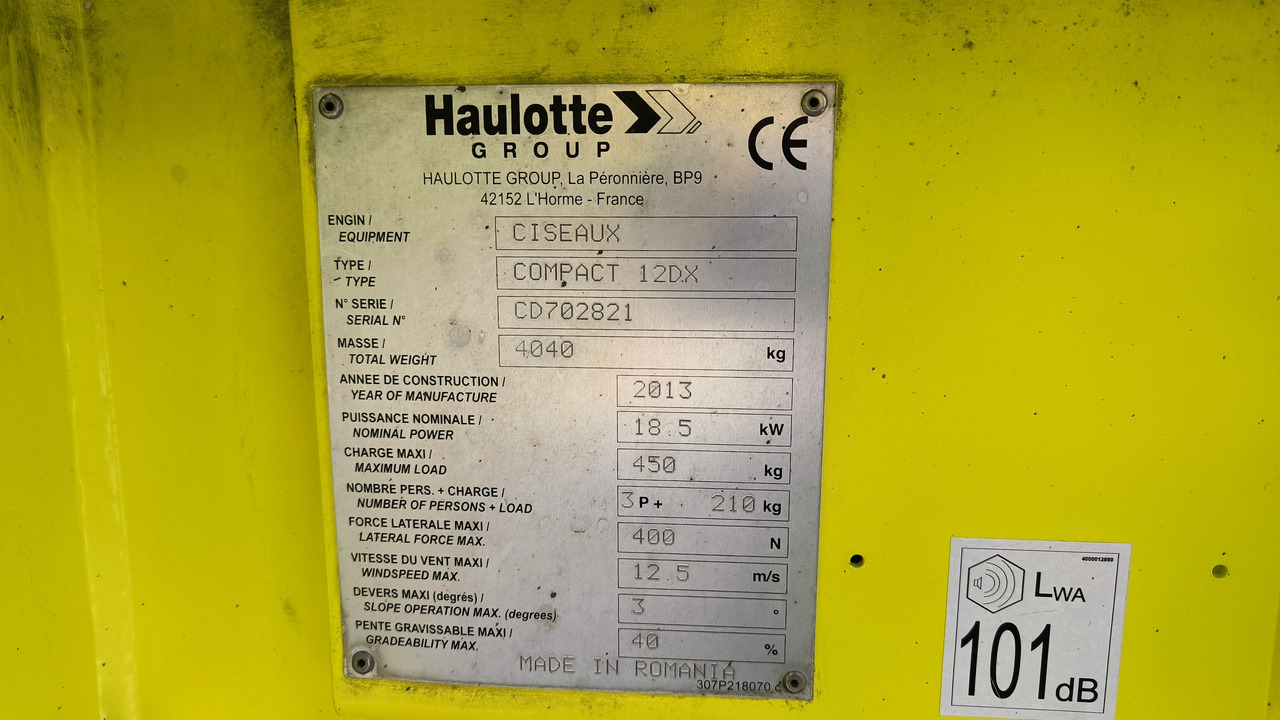 Haulotte
GROUP
CE
HAULOTTE GROUP, La Péronnière, BP9
42152 L'Horme - France
ENGIN /
EQUIPMENT
CISEAUX
TYPE /
TYPE
COMPACT 12DX
N° SERIE /
SERIAL N°
CD702821
MASSE /
TOTAL WEIGHT
4040 kg
ANNEE DE CONSTRUCTION /
YEAR OF MANUFACTURE
2013
PUISSANCE NOMINALE /
NOMINAL POWER
18.5 kW
CHARGE MAXI /
MAXIMUM LOAD
450 kg
NOMBRE PERS. + CHARGE /
NUMBER OF PERSONS + LOAD
3 P + 210 kg
FORCE LATERALE MAXI /
LATERAL FORCE MAX.
400 N
VITESSE DU VENT MAXI /
WINDSPEED MAX.
12.5 m/s
DEVERS MAXI (degrés) /
SLOPE OPERATION MAX. (degrees)
3 °
PENTE GRAVISSABLE MAXI /
GRADEABILITY MAX.
40 %
MADE IN ROMANIA
307P218070 c
4000012880
LWA
101 dB